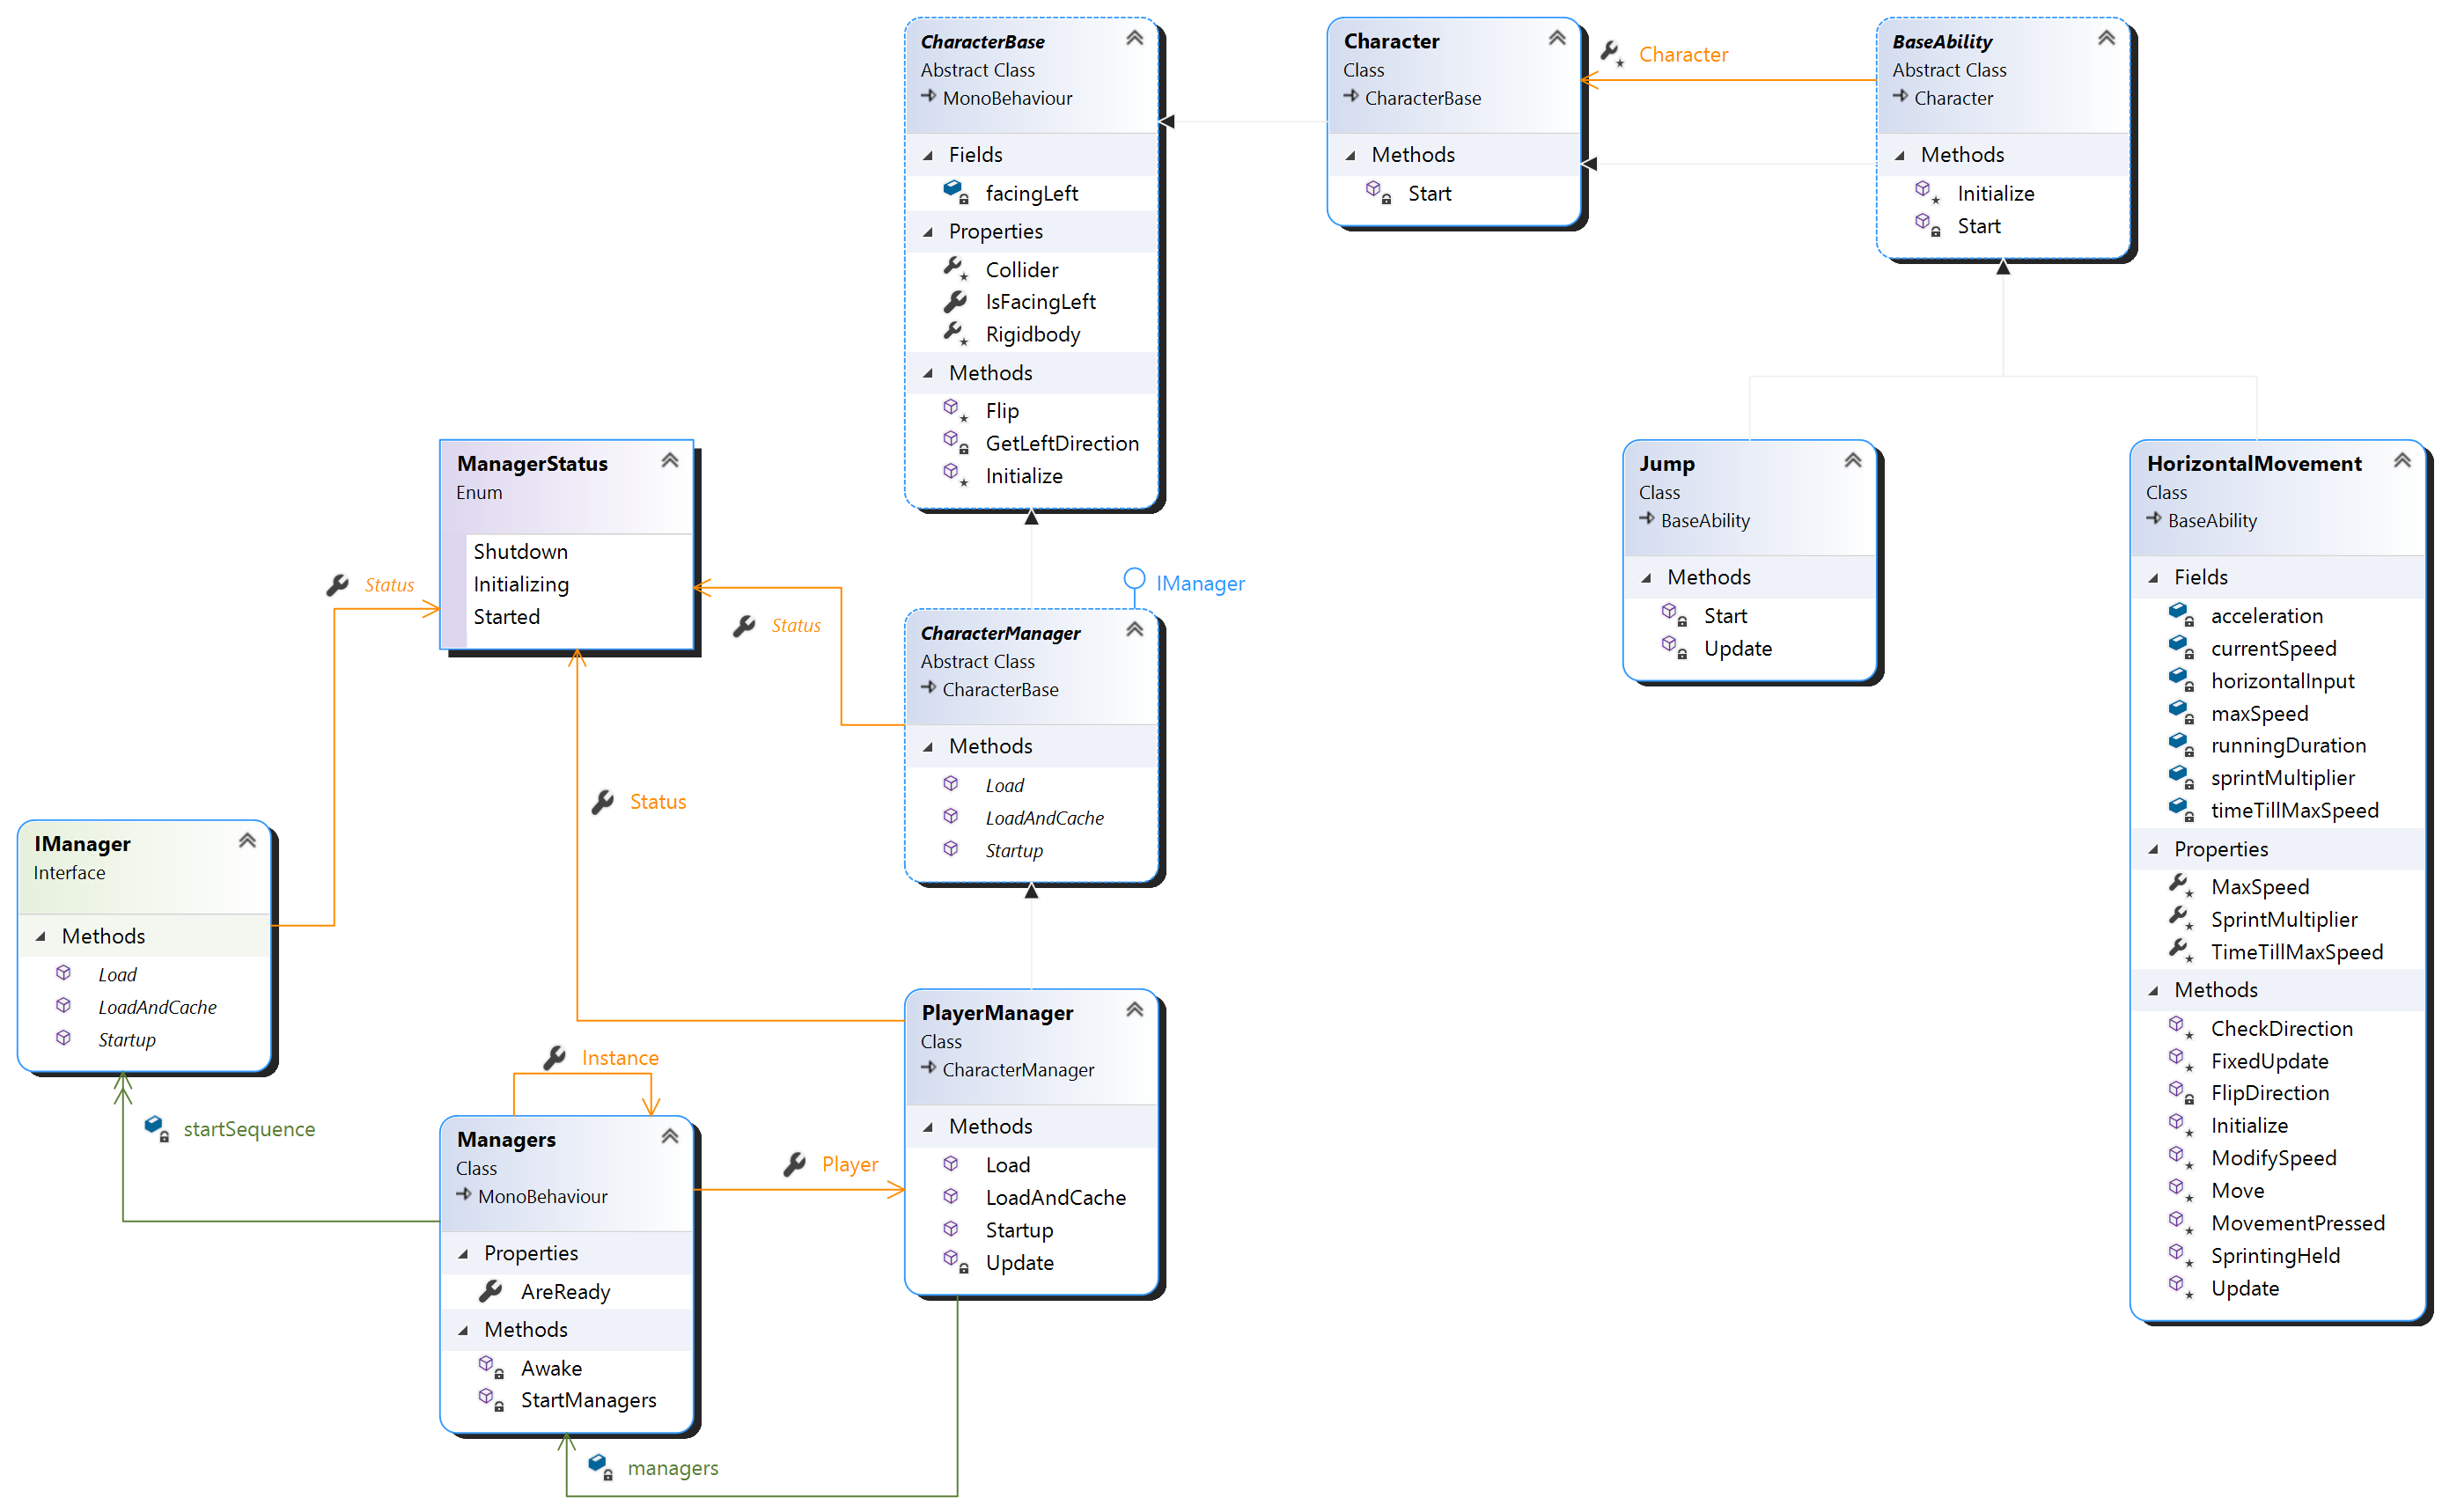 CharacterBase
Abstract Class
MonoBehaviour
Fields
facingLeft
Properties
Collider
IsFacingLeft
Rigidbody
Methods
Flip
GetLeftDirection
Initialize
Character
Class
CharacterBase
Methods
Start
Character
BaseAbility
Abstract Class
Character
Methods
Initialize
Start
ManagerStatus
Enum
Shutdown
Initializing
Started
Status
Status
Status
IManager
CharacterManager
Abstract Class
CharacterBase
Methods
Load
LoadAndCache
Startup
Jump
Class
BaseAbility
Methods
Start
Update
HorizontalMovement
Class
BaseAbility
Fields
acceleration
currentSpeed
horizontalInput
maxSpeed
runningDuration
sprintMultiplier
timeTillMaxSpeed
Properties
MaxSpeed
SprintMultiplier
TimeTillMaxSpeed
Methods
CheckDirection
FixedUpdate
FlipDirection
Initialize
ModifySpeed
Move
MovementPressed
SprintingHeld
Update
IManager
Interface
Methods
Load
LoadAndCache
Startup
startSequence
Instance
Managers
Class
MonoBehaviour
Properties
AreReady
Methods
Awake
StartManagers
Player
PlayerManager
Class
CharacterManager
Methods
Load
LoadAndCache
Startup
Update
managers